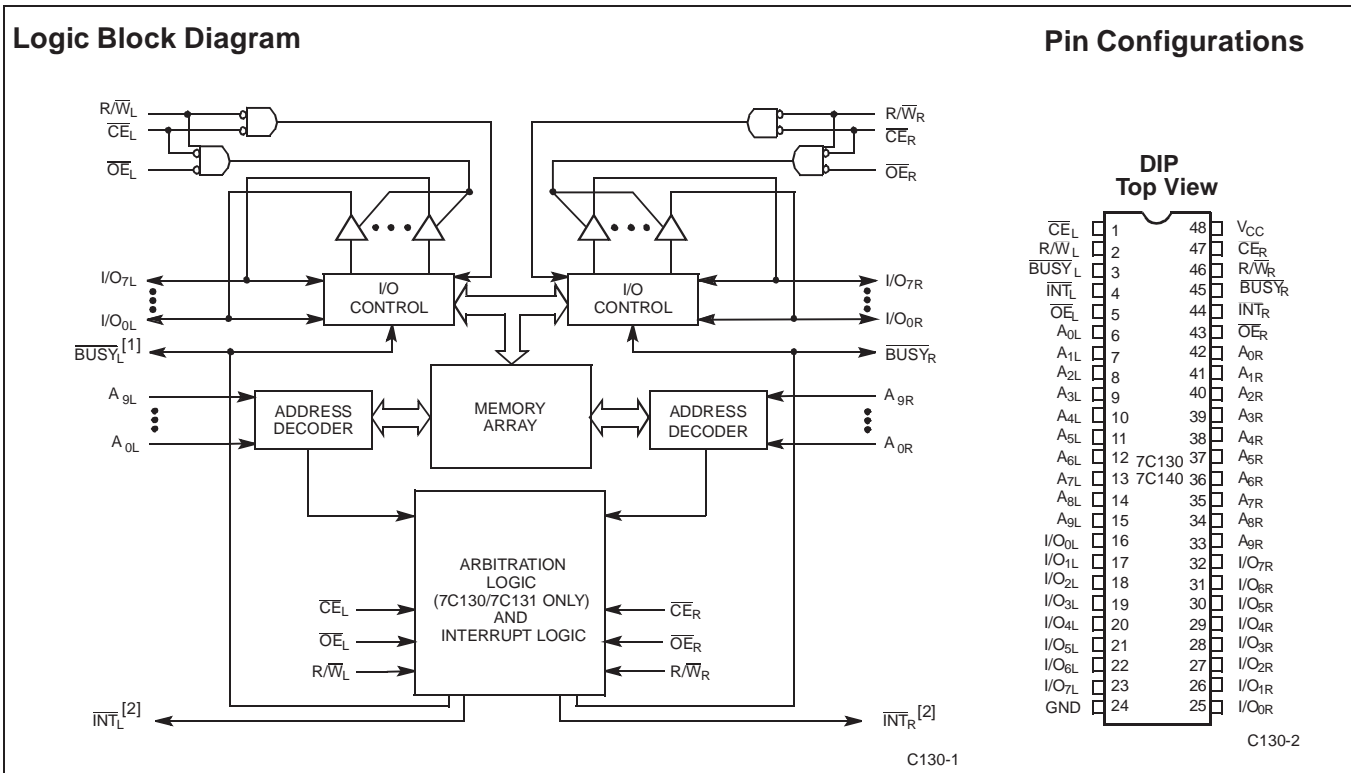 Logic Block Diagram
R/W̅L
C̅E̅L
O̅E̅L
R/W̅R
C̅E̅R
O̅E̅R
I/O7L
I/O0L
B̅U̅S̅Y̅L[1]
I/O CONTROL
I/O CONTROL
I/O7R
I/O0R
B̅U̅S̅Y̅R
A 9L
A 0L
ADDRESS DECODER
MEMORY ARRAY
ADDRESS DECODER
A 9R
A 0R
ARBITRATION
LOGIC
(7C130/7C131 ONLY)
AND
INTERRUPT LOGIC
C̅E̅L
O̅E̅L
R/W̅L
C̅E̅R
O̅E̅R
R/W̅R
I̅N̅T̅L[2]
I̅N̅T̅R[2]
C130-1
Pin Configurations
DIP
Top View
C̅E̅L 1 48 VCC
R/W̅L 2 47 C̅E̅R
B̅U̅S̅Y̅L 3 46 R/W̅R
I̅N̅T̅L 4 45 B̅U̅S̅Y̅R
O̅E̅L 5 44 I̅N̅T̅R
A0L 6 43 O̅E̅R
A1L 7 42 A0R
A2L 8 41 A1R
A3L 9 40 A2R
A4L 10 39 A3R
A5L 11 38 A4R
A6L 12 7C130 37 A5R
A7L 13 7C140 36 A6R
A8L 14 35 A7R
A9L 15 34 A8R
I/O0L 16 33 A9R
I/O1L 17 32 I/O7R
I/O2L 18 31 I/O6R
I/O3L 19 30 I/O5R
I/O4L 20 29 I/O4R
I/O5L 21 28 I/O3R
I/O6L 22 27 I/O2R
I/O7L 23 26 I/O1R
GND 24 25 I/O0R
C130-2